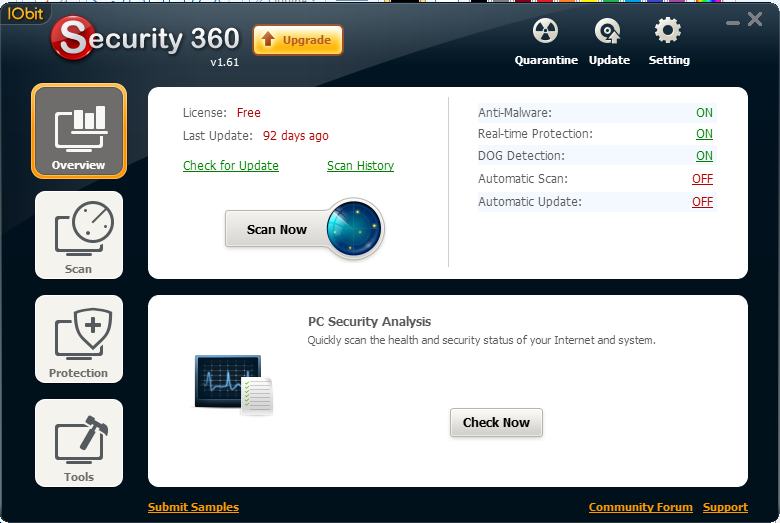 IObit
Security 360
v1.61
Upgrade
Quarantine
Update
Setting
Overview
Scan
Protection
Tools
License: Free
Last Update: 92 days ago
Check for Update
Scan History
Scan Now
Anti-Malware: ON
Real-time Protection: ON
DOG Detection: ON
Automatic Scan: OFF
Automatic Update: OFF
PC Security Analysis
Quickly scan the health and security status of your Internet and system.
Check Now
Submit Samples
Community Forum
Support